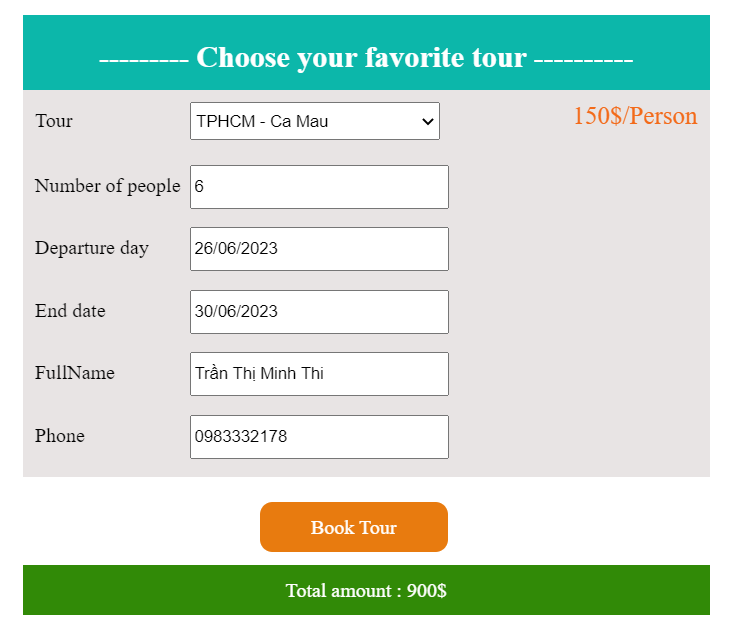 --------- Choose your favorite tour ----------
Tour TPHCM - Ca Mau 150$/Person
Number of people 6
Departure day 26/06/2023
End date 30/06/2023
FullName Trần Thị Minh Thi
Phone 0983332178
Book Tour
Total amount : 900$